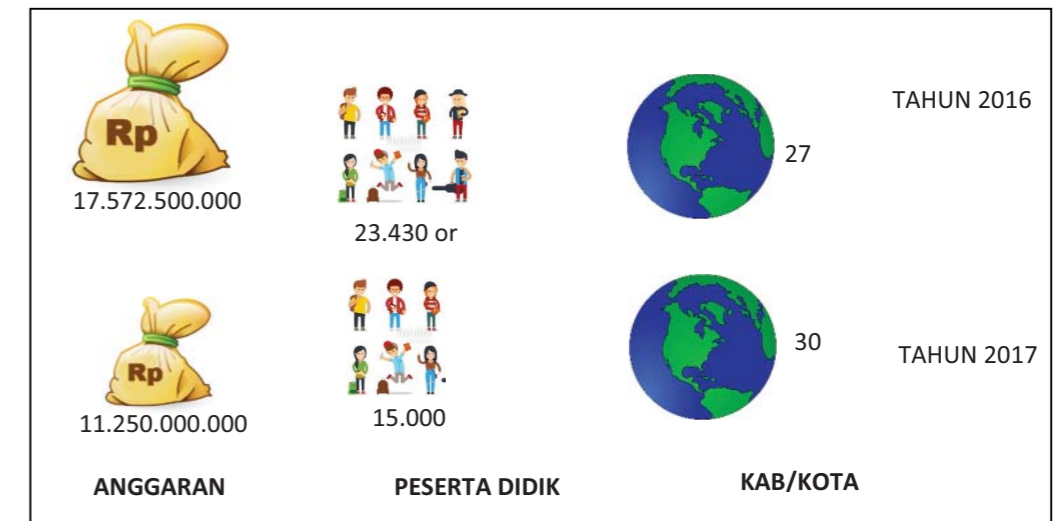 TAHUN 2016
Rp
17.572.500.000
23.430 or
27
Rp
11.250.000.000
15.000
30
TAHUN 2017
ANGGARAN
PESERTA DIDIK
KAB/KOTA